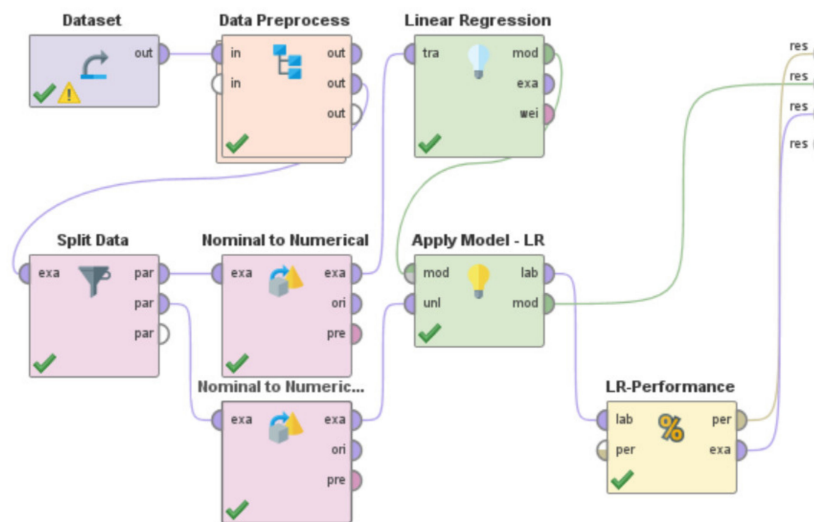 Dataset
out
Data Preprocess
in
out
in
out
out
Linear Regression
tra
mod
exa
wei
res
res
res
res
Split Data
exa
par
par
par
Nominal to Numerical
exa
exa
ori
pre
Apply Model - LR
mod
lab
unl
mod
Nominal to Numeric...
exa
exa
ori
pre
LR-Performance
lab
per
per
exa
%